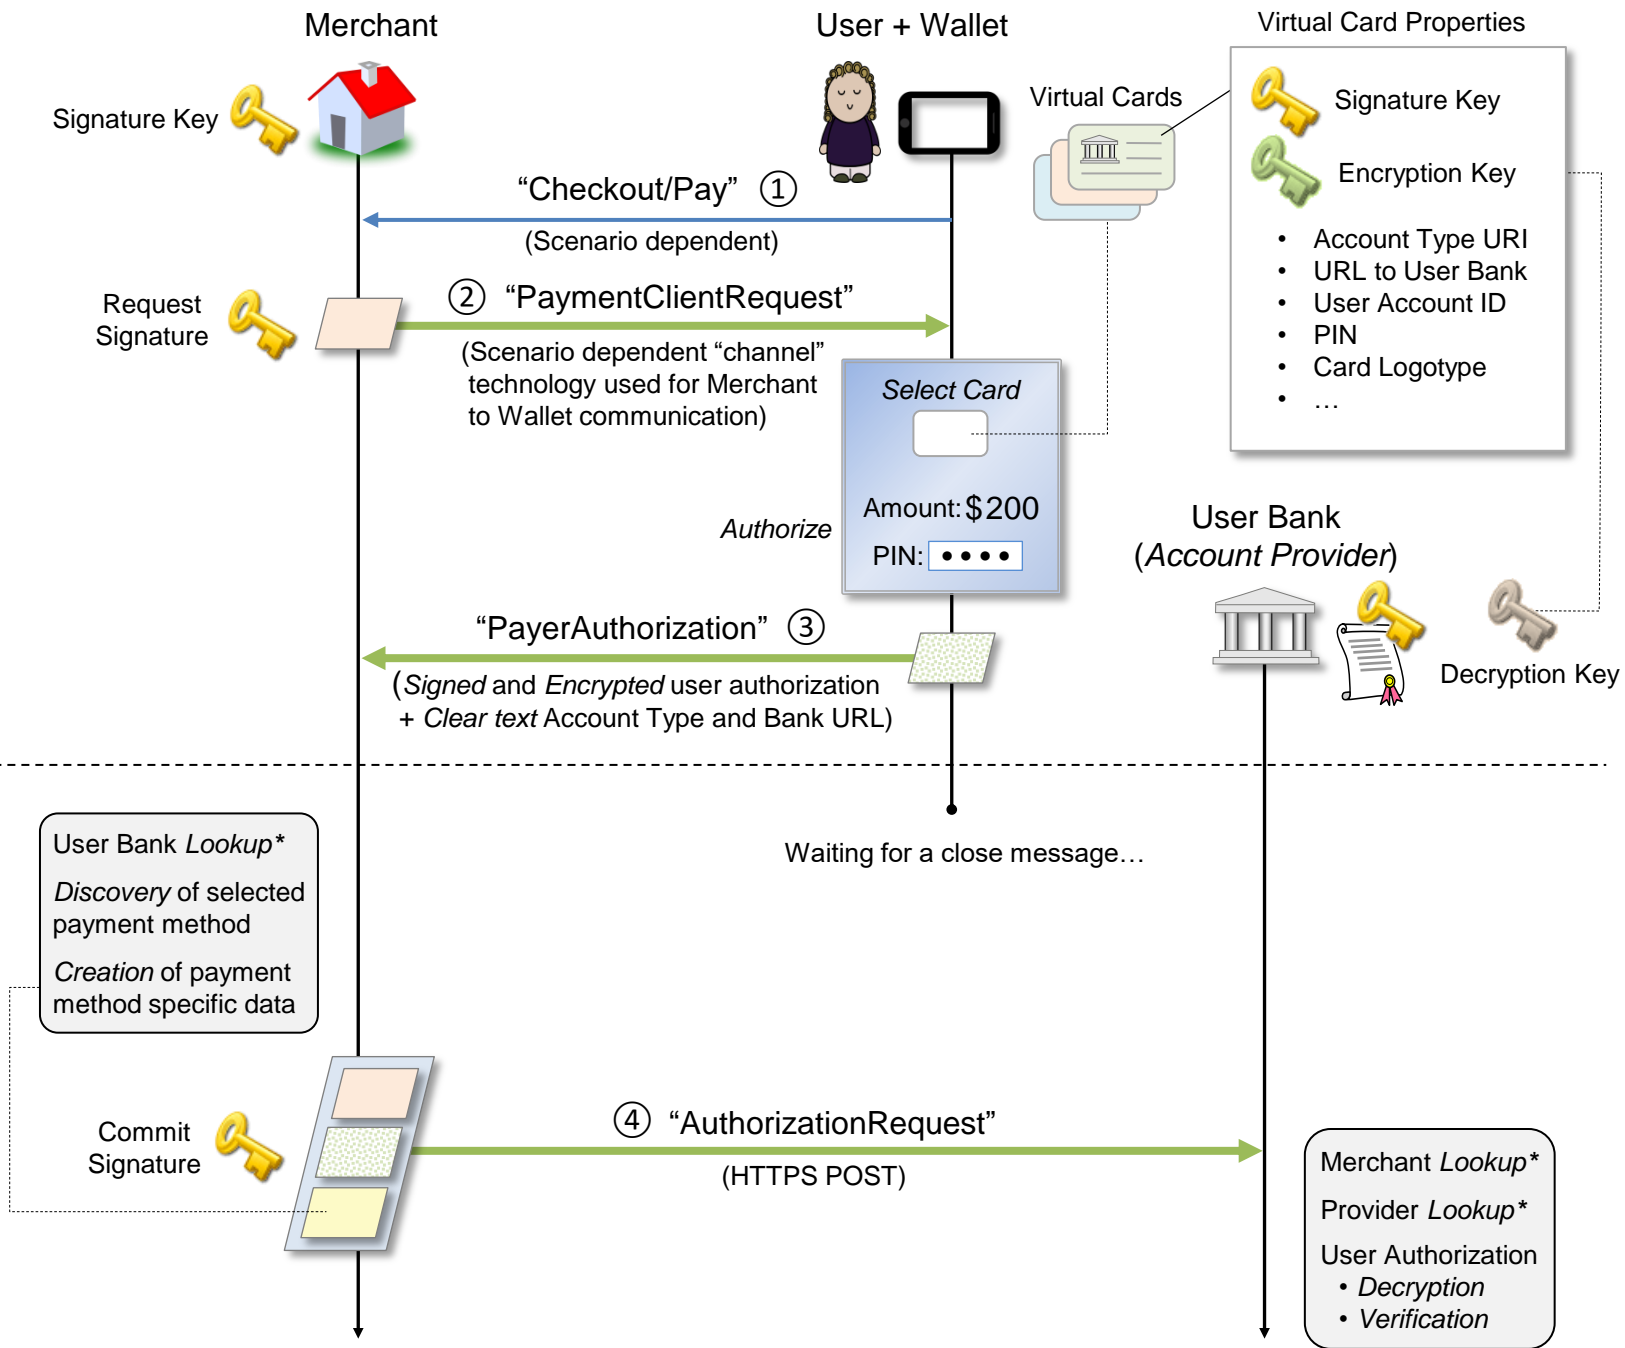 Merchant
User + Wallet
Virtual Card Properties
Signature Key
Virtual Cards
Signature Key
Encryption Key
“Checkout/Pay” ①
(Scenario dependent)
• Account Type URI
• URL to User Bank
• User Account ID
• PIN
• Card Logotype
• …
Request
Signature
② “PaymentClientRequest”
(Scenario dependent “channel”
technology used for Merchant
to Wallet communication)
Select Card
Amount: $200
Authorize
PIN: ••••
User Bank
(Account Provider)
Decryption Key
“PayerAuthorization” ③
(Signed and Encrypted user authorization
+ Clear text Account Type and Bank URL)
User Bank Lookup*
Discovery of selected
payment method
Creation of payment
method specific data
Waiting for a close message…
Commit
Signature
④ “AuthorizationRequest”
(HTTPS POST)
Merchant Lookup*
Provider Lookup*
User Authorization
• Decryption
• Verification